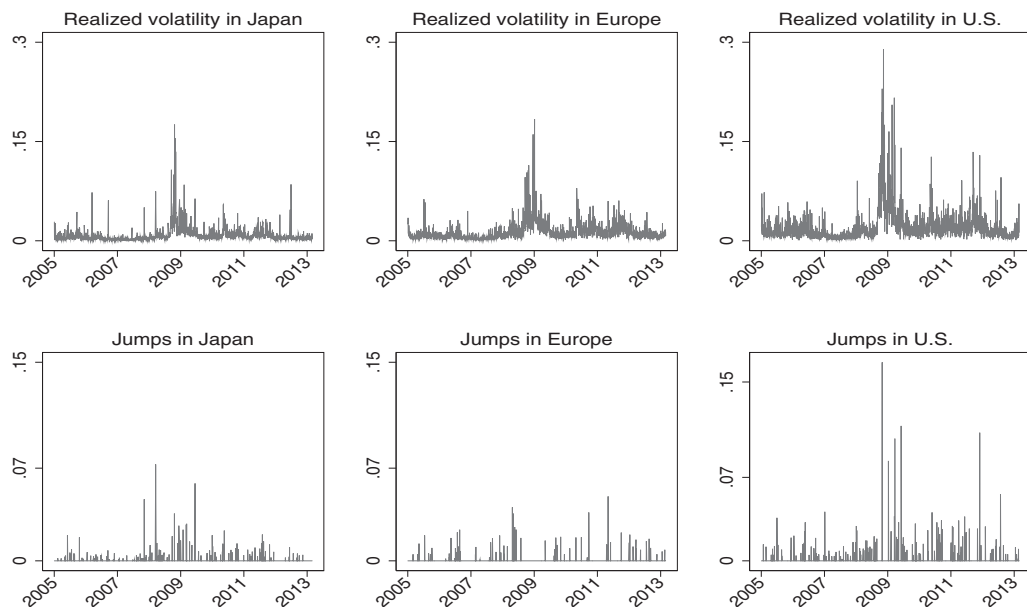 Realized volatility in Japan
Realized volatility in Europe
Realized volatility in U.S.
.3
.15
0
2005 2007 2009 2011 2013
.3
.15
0
2005 2007 2009 2011 2013
.3
.15
0
2005 2007 2009 2011 2013
Jumps in Japan
Jumps in Europe
Jumps in U.S.
.15
.07
0
2005 2007 2009 2011 2013
.15
.07
0
2005 2007 2009 2011 2013
.15
.07
0
2005 2007 2009 2011 2013